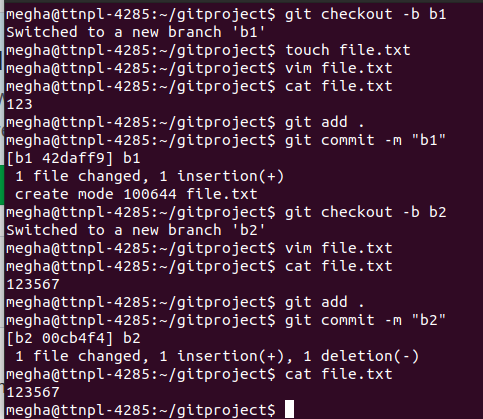 megha@ttnpl-4285:~/gitproject$ git checkout -b b1
Switched to a new branch 'b1'
megha@ttnpl-4285:~/gitproject$ touch file.txt
megha@ttnpl-4285:~/gitproject$ vim file.txt
megha@ttnpl-4285:~/gitproject$ cat file.txt
123
megha@ttnpl-4285:~/gitproject$ git add .
megha@ttnpl-4285:~/gitproject$ git commit -m "b1"
[b1 42daff9] b1
 1 file changed, 1 insertion(+)
 create mode 100644 file.txt
megha@ttnpl-4285:~/gitproject$ git checkout -b b2
Switched to a new branch 'b2'
megha@ttnpl-4285:~/gitproject$ vim file.txt
megha@ttnpl-4285:~/gitproject$ cat file.txt
123567
megha@ttnpl-4285:~/gitproject$ git add .
megha@ttnpl-4285:~/gitproject$ git commit -m "b2"
[b2 00cb4f4] b2
 1 file changed, 1 insertion(+), 1 deletion(-)
megha@ttnpl-4285:~/gitproject$ cat file.txt
123567
megha@ttnpl-4285:~/gitproject$